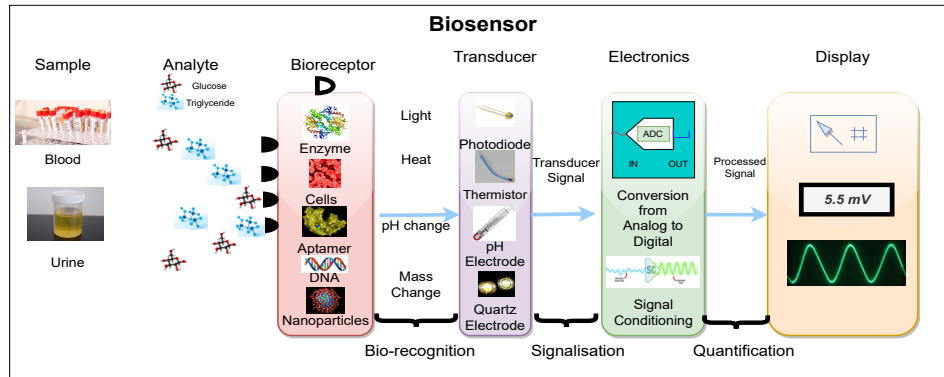 Biosensor
Sample
Blood
Urine
Analyte
Glucose
Triglyceride
Bioreceptor
Enzyme
Cells
Aptamer
DNA
Nanoparticles
Light
Heat
pH change
Mass
Change
Transducer
Photodiode
Thermistor
pH
Electrode
Quartz
Electrode
Transducer
Signal
Electronics
ADC
IN OUT
Conversion
from
Analog to
Digital
SC
Signal
Conditioning
Processed
Signal
Display
5.5 mV
Bio-recognition
Signalisation
Quantification